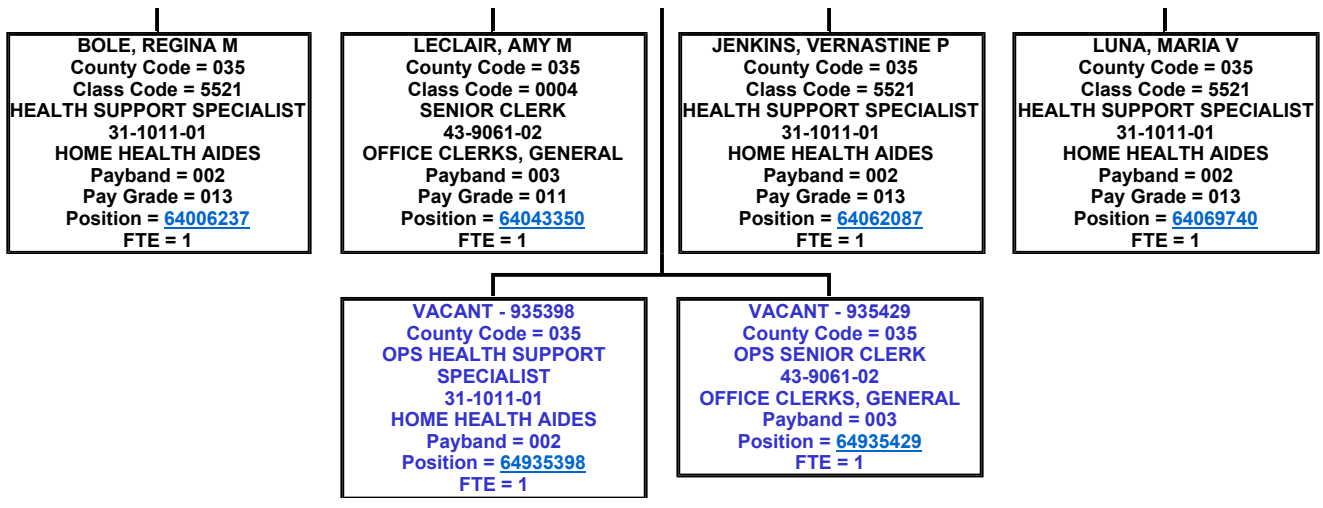 BOLE, REGINA M
County Code = 035
Class Code = 5521
HEALTH SUPPORT SPECIALIST
31-1011-01
HOME HEALTH AIDES
Payband = 002
Pay Grade = 013
Position = 64006237
FTE = 1
LECLAIR, AMY M
County Code = 035
Class Code = 0004
SENIOR CLERK
43-9061-02
OFFICE CLERKS, GENERAL
Payband = 003
Pay Grade = 011
Position = 64043350
FTE = 1
JENKINS, VERNASTINE P
County Code = 035
Class Code = 5521
HEALTH SUPPORT SPECIALIST
31-1011-01
HOME HEALTH AIDES
Payband = 002
Pay Grade = 013
Position = 64062087
FTE = 1
LUNA, MARIA V
County Code = 035
Class Code = 5521
HEALTH SUPPORT SPECIALIST
31-1011-01
HOME HEALTH AIDES
Payband = 002
Pay Grade = 013
Position = 64069740
FTE = 1
VACANT - 935398
County Code = 035
OPS HEALTH SUPPORT
SPECIALIST
31-1011-01
HOME HEALTH AIDES
Payband = 002
Position = 64935398
FTE = 1
VACANT - 935429
County Code = 035
OPS SENIOR CLERK
43-9061-02
OFFICE CLERKS, GENERAL
Payband = 003
Position = 64935429
FTE = 1